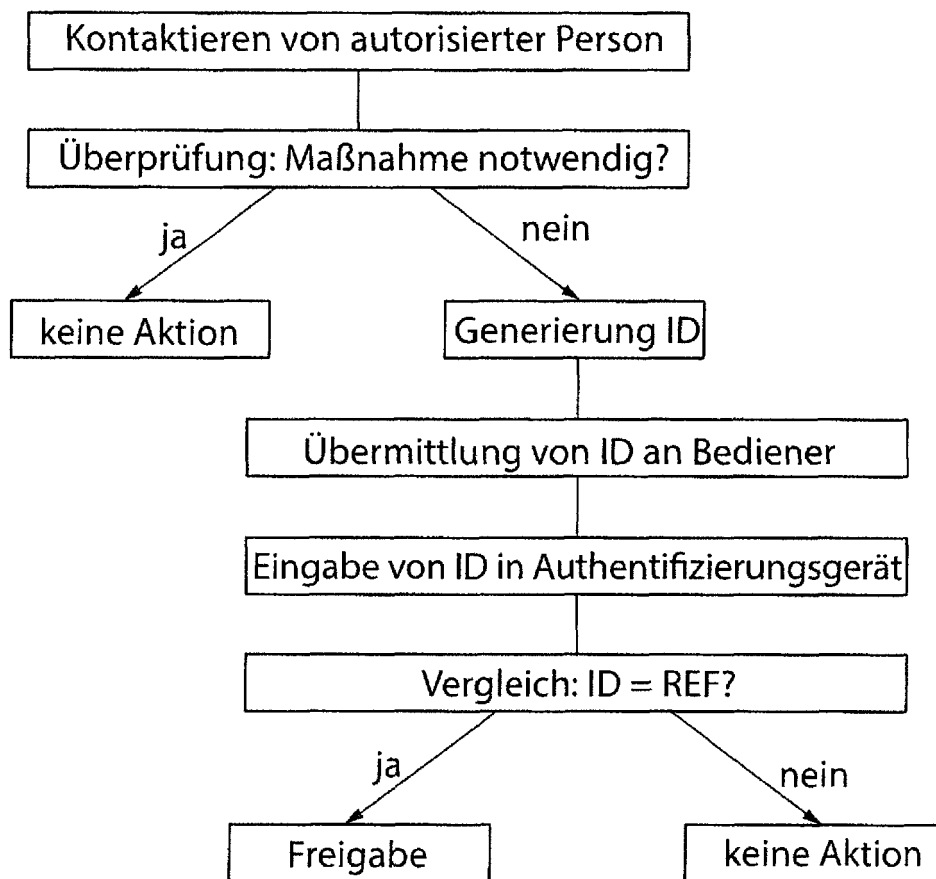 Kontaktieren von autorisierter Person
Überprüfung: Maßnahme notwendig?
ja
nein
keine Aktion
Generierung ID
Übermittlung von ID an Bediener
Eingabe von ID in Authentifizierungsgerät
Vergleich: ID = REF?
ja
nein
Freigabe
keine Aktion